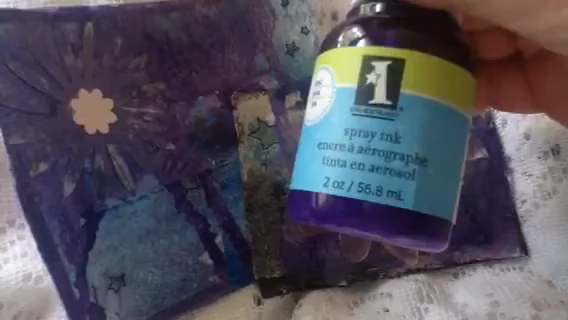 spray ink
encre à aérographe
tinta en aerosol
2 oz / 56.8 mL